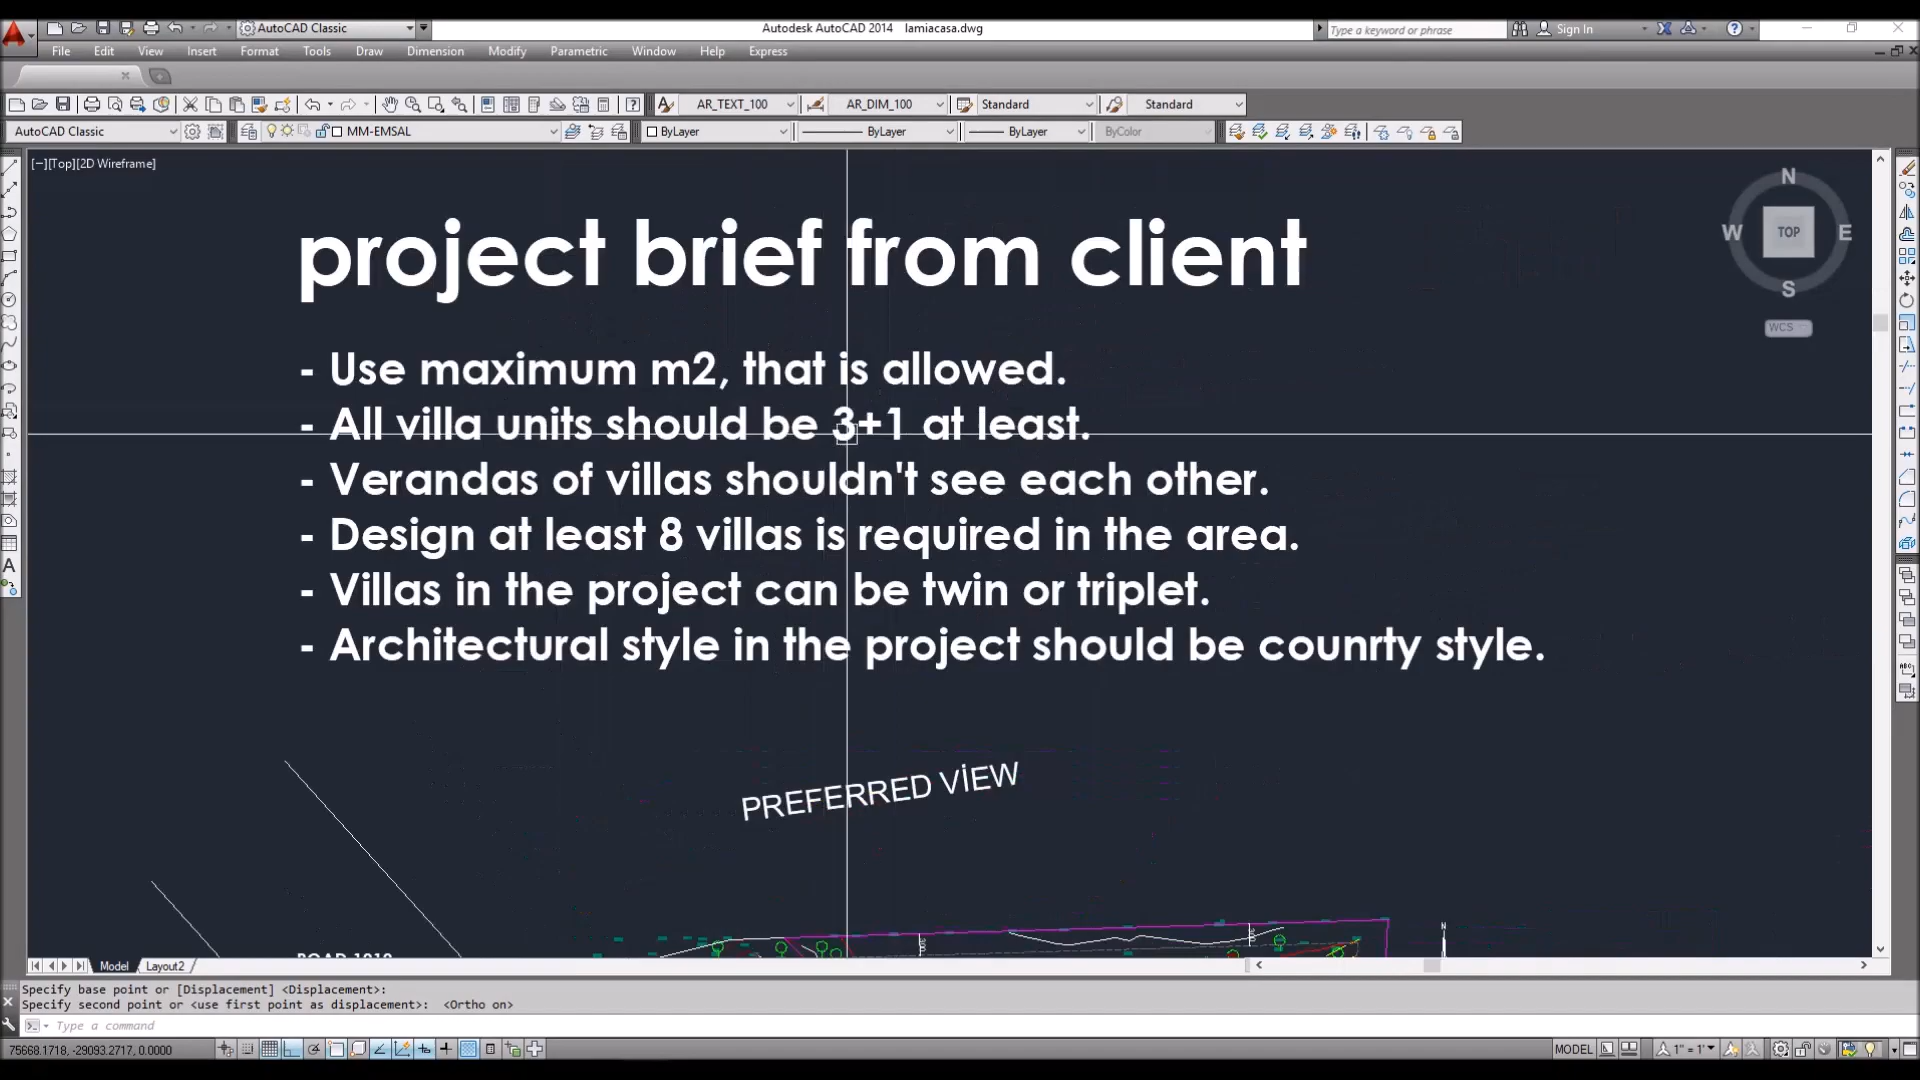 AutoCAD Classic
Autodesk AutoCAD 2014 lamiacasa.dwg
Type a keyword or phrase
Sign In
File Edit View Insert Format Tools Draw Dimension Modify Parametric Window Help Express
AR_TEXT_100 AR_DIM_100 Standard Standard
AutoCAD Classic MM-EMSAL ByLayer ByLayer ByLayer ByColor
[−][Top][2D Wireframe]
N
W TOP E
S
WCS
project brief from client
- Use maximum m2, that is allowed.
- All villa units should be 3+1 at least.
- Verandas of villas shouldn't see each other.
- Design at least 8 villas is required in the area.
- Villas in the project can be twin or triplet.
- Architectural style in the project should be counrty style.
PREFERRED VİEW
N
Model Layout2
Specify base point or [Displacement] <Displacement>:
Specify second point or <use first point as displacement>: <Ortho on>
Type a command
75668.1718, -29093.2717, 0.0000
MODEL 1" = 1'